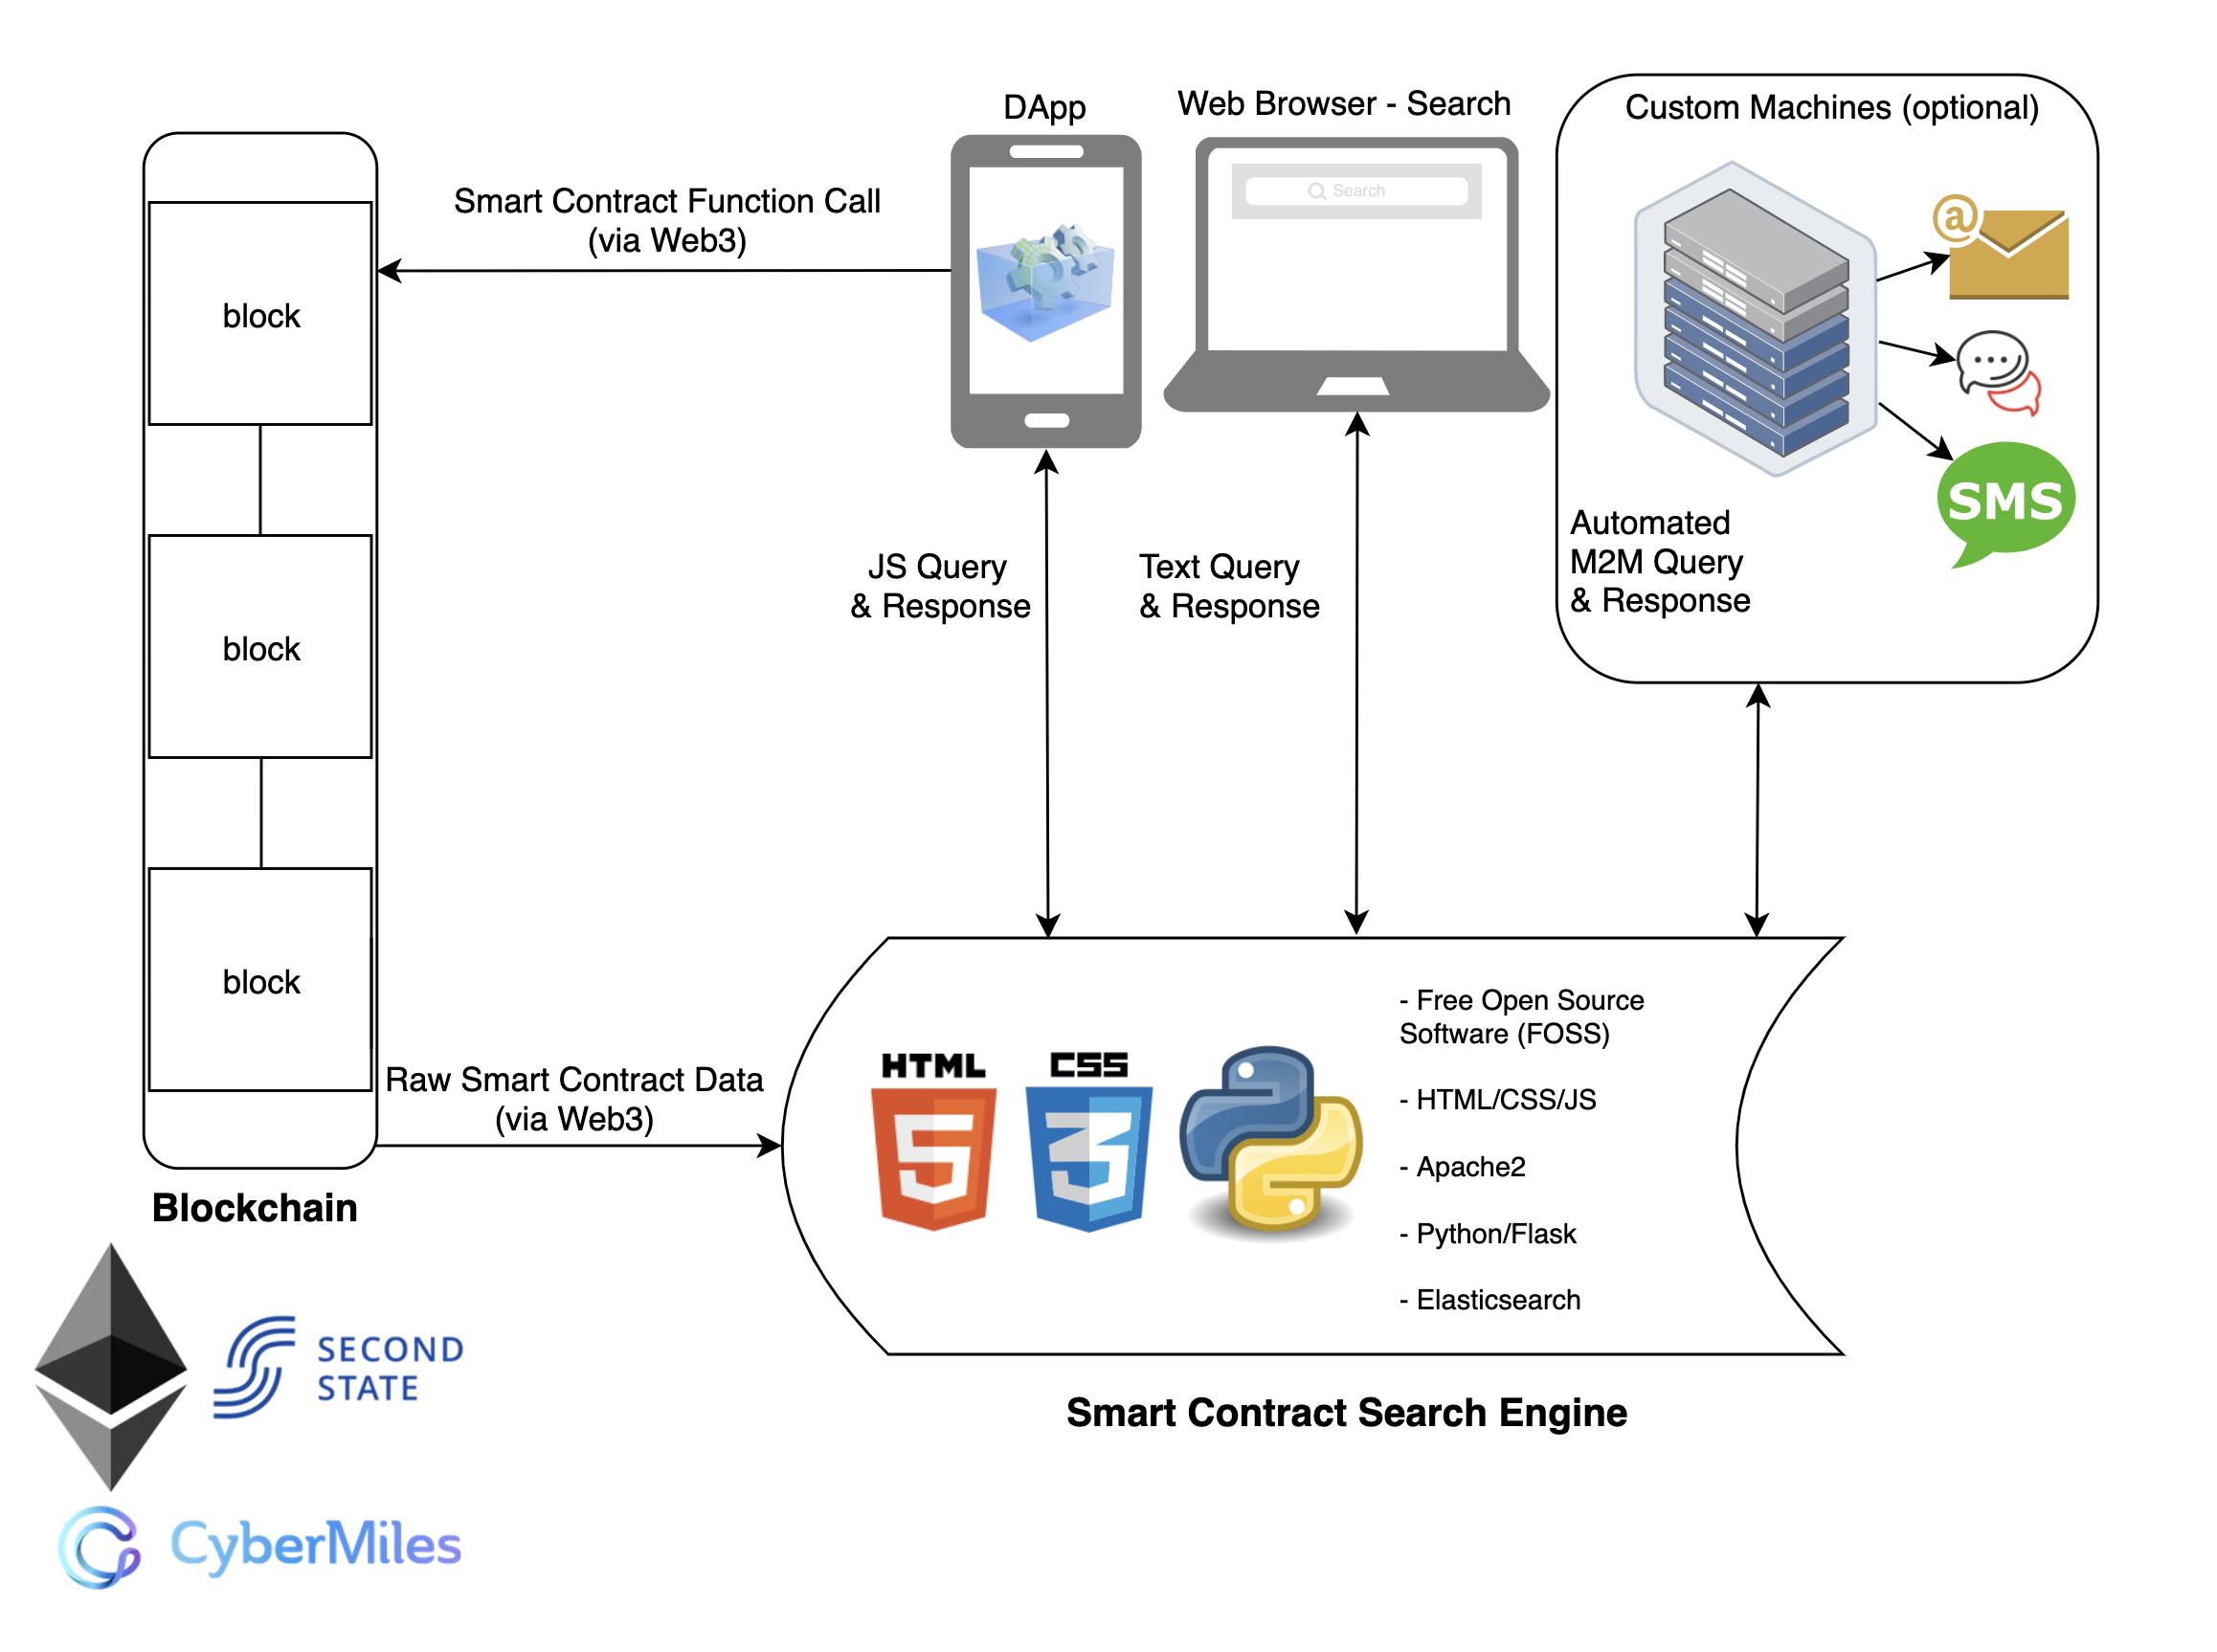 DApp
Web Browser - Search
Custom Machines (optional)
Search
Smart Contract Function Call
(via Web3)
block
@
SMS
JS Query
& Response
Text Query
& Response
Automated
M2M Query
& Response
block
block
Raw Smart Contract Data
(via Web3)
HTML
5
CSS
3
- Free Open Source
Software (FOSS)
- HTML/CSS/JS
- Apache2
- Python/Flask
- Elasticsearch
Blockchain
SECOND
STATE
CyberMiles
Smart Contract Search Engine